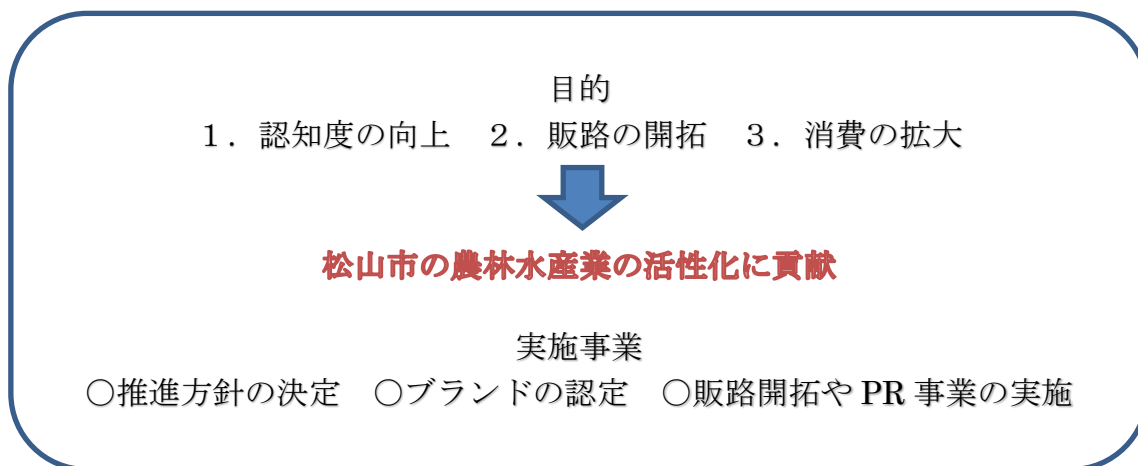 目的
１．認知度の向上　２．販路の開拓　３．消費の拡大
松山市の農林水産業の活性化に貢献
実施事業
○推進方針の決定　○ブランドの認定　○販路開拓や PR 事業の実施